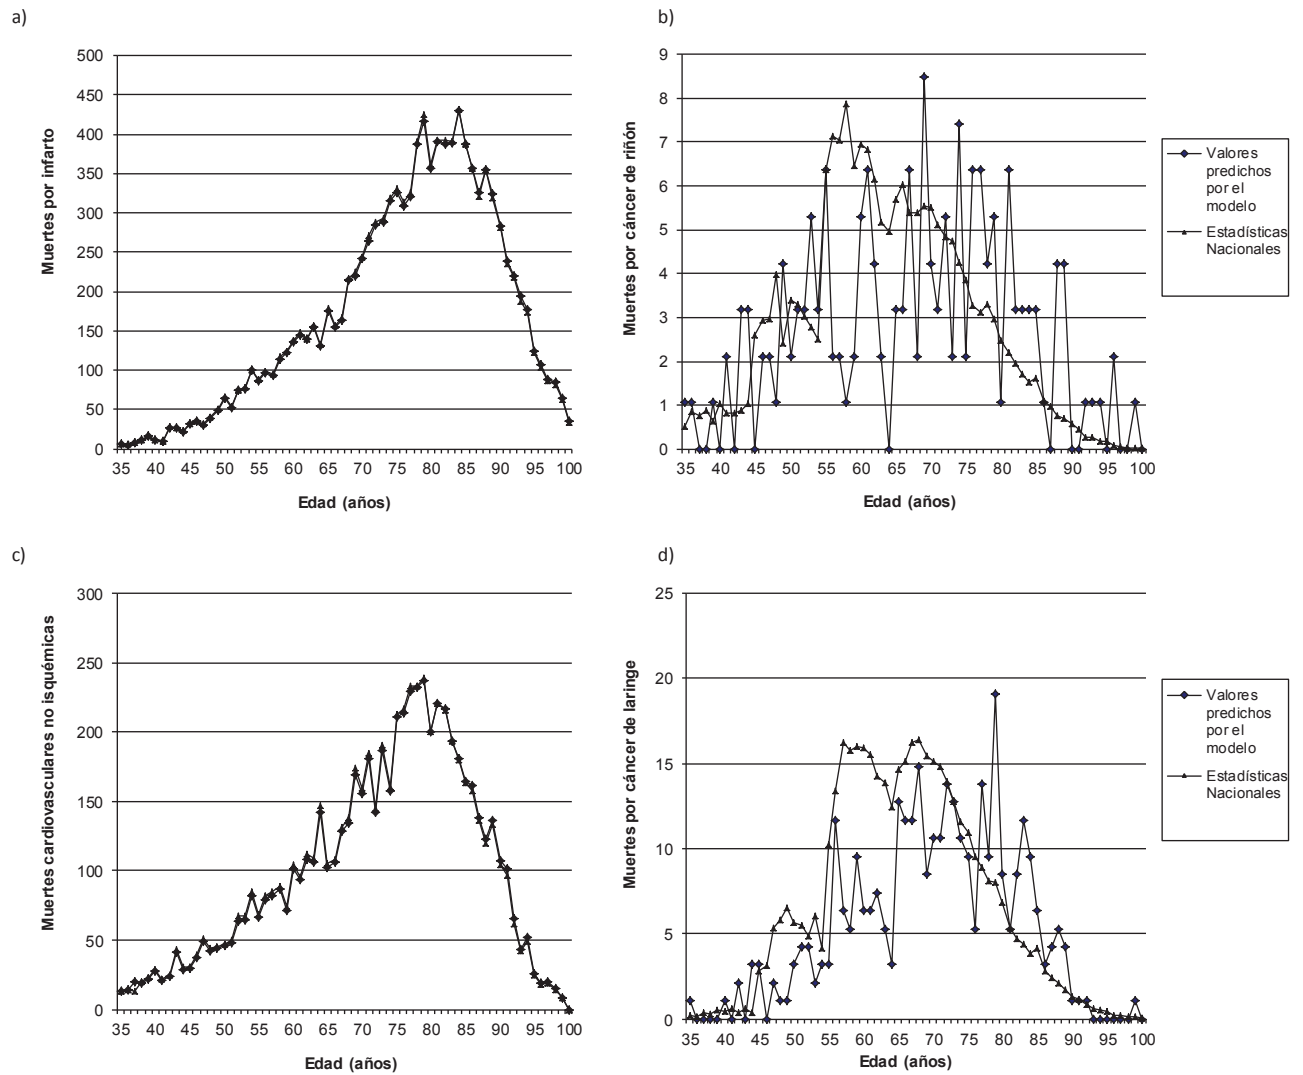 a)
Muertes por infarto
500
450
400
350
300
250
200
150
100
50
0
35 40 45 50 55 60 65 70 75 80 85 90 95 100
Edad (años)
b)
Muertes por cáncer de riñón
9
8
7
6
5
4
3
2
1
0
35 40 45 50 55 60 65 70 75 80 85 90 95 100
Edad (años)
Valores
predichos
por el
modelo
Estadísticas
Nacionales
c)
Muertes cardiovasculares no isquémicas
300
250
200
150
100
50
0
35 40 45 50 55 60 65 70 75 80 85 90 95 100
Edad (años)
d)
Muertes por cáncer de laringe
25
20
15
10
5
0
35 40 45 50 55 60 65 70 75 80 85 90 95 100
Edad (años)
Valores
predichos
por el
modelo
Estadísticas
Nacionales